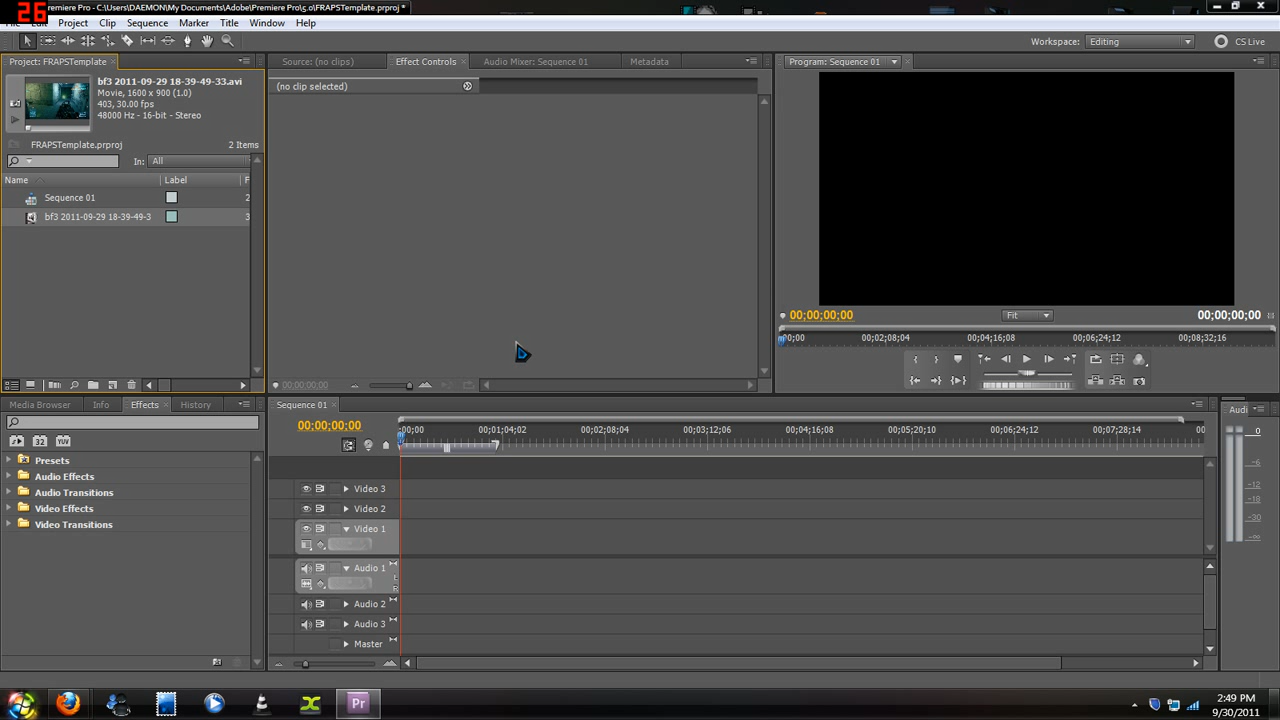 26
remiere Pro - C:\Users\DAEMON\My Documents\Adobe\Premiere Pro\5.0\FRAPSTemplate.prproj *
File Edit Project Clip Sequence Marker Title Window Help
Workspace: Editing CS Live
Project: FRAPSTemplate
bf3 2011-09-29 18-39-49-33.avi
Movie, 1600 x 900 (1.0)
403, 30.00 fps
48000 Hz - 16-bit - Stereo
FRAPSTemplate.prproj 2 Items
In: All
Name Label F
Sequence 01 2
bf3 2011-09-29 18-39-49-3 3
Source: (no clips) Effect Controls Audio Mixer: Sequence 01 Metadata
(no clip selected)
00;00;00;00
Program: Sequence 01
00;00;00;00 Fit 00;00;00;00
00;00 00;02;08;04 00;04;16;08 00;06;24;12 00;08;32;16
Media Browser Info Effects History
32 YUV
Presets
Audio Effects
Audio Transitions
Video Effects
Video Transitions
Sequence 01
00;00;00;00
;00;00 00;01;04;02 00;02;08;04 00;03;12;06 00;04;16;08 00;05;20;10 00;06;24;12 00;07;28;14 00
Video 3
Video 2
Video 1
Audio 1
L
R
Audio 2
Audio 3
Master
Audi
0
-6
-12
-18
-30
-∞
Pr
2:49 PM
9/30/2011